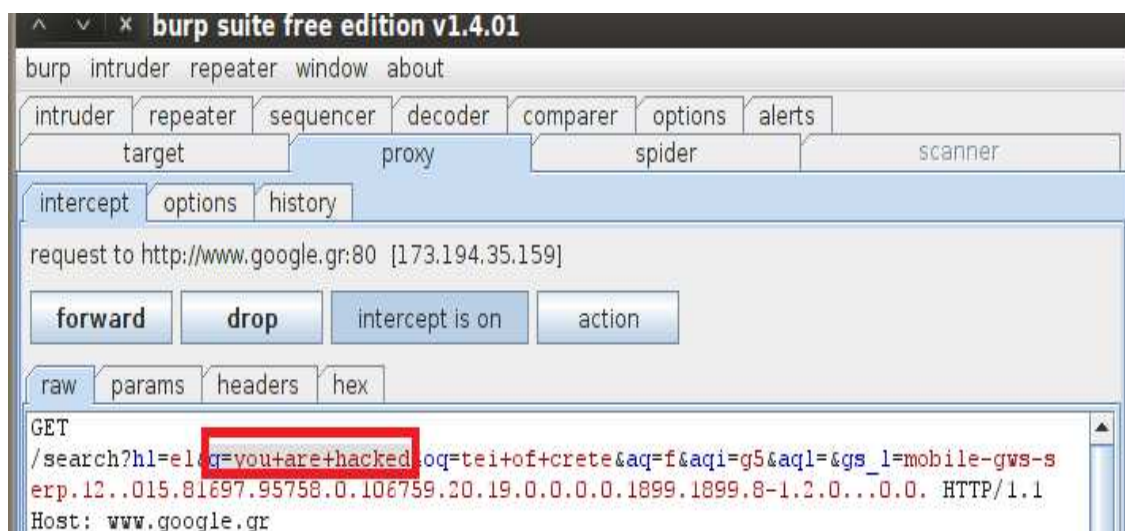 burp suite free edition v1.4.01
burp intruder repeater window about
intruder repeater sequencer decoder comparer options alerts
target proxy spider scanner
intercept options history
request to http://www.google.gr:80 [173.194.35.159]
forward drop intercept is on action
raw params headers hex
GET
/search?hl=el&q=you+are+hacked&oq=tei+of+crete&aq=f&aqi=g5&aql=&gs_l=mobile-gws-s
erp.12..015.81697.95758.0.106759.20.19.0.0.0.0.1899.1899.8-1.2.0...0.0. HTTP/1.1
Host: www.google.gr